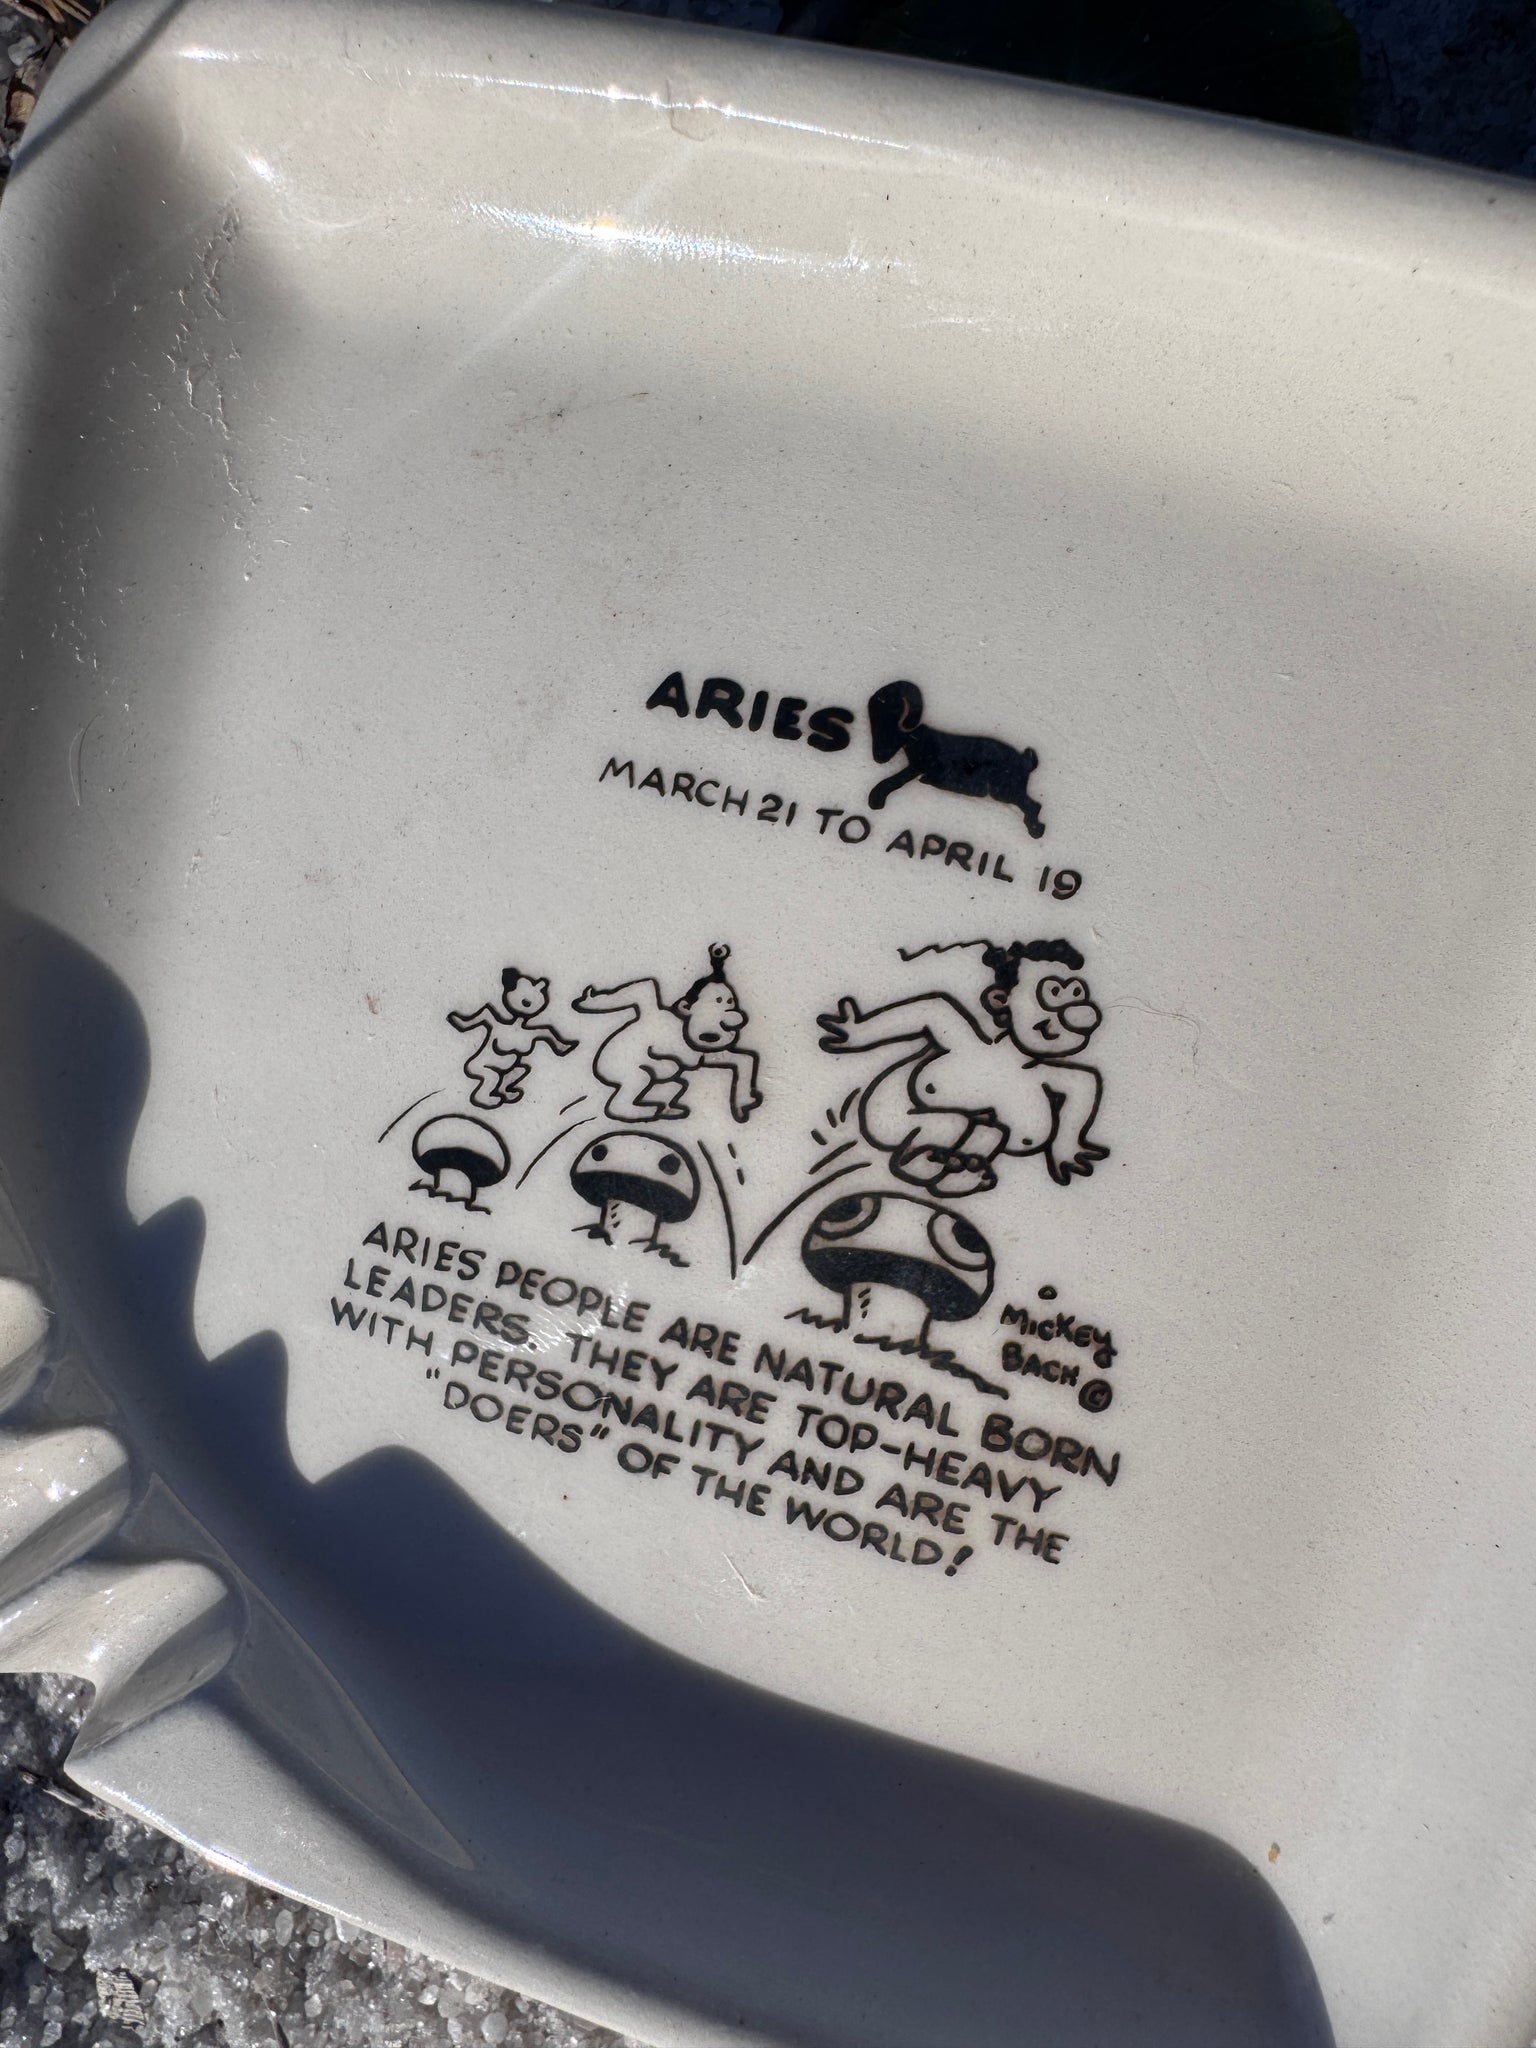 ARIES
MARCH 21 TO APRIL 19
MICKEY
BACH ©
ARIES PEOPLE ARE NATURAL BORN
LEADERS. THEY ARE TOP-HEAVY
WITH PERSONALITY AND ARE THE
"DOERS" OF THE WORLD!